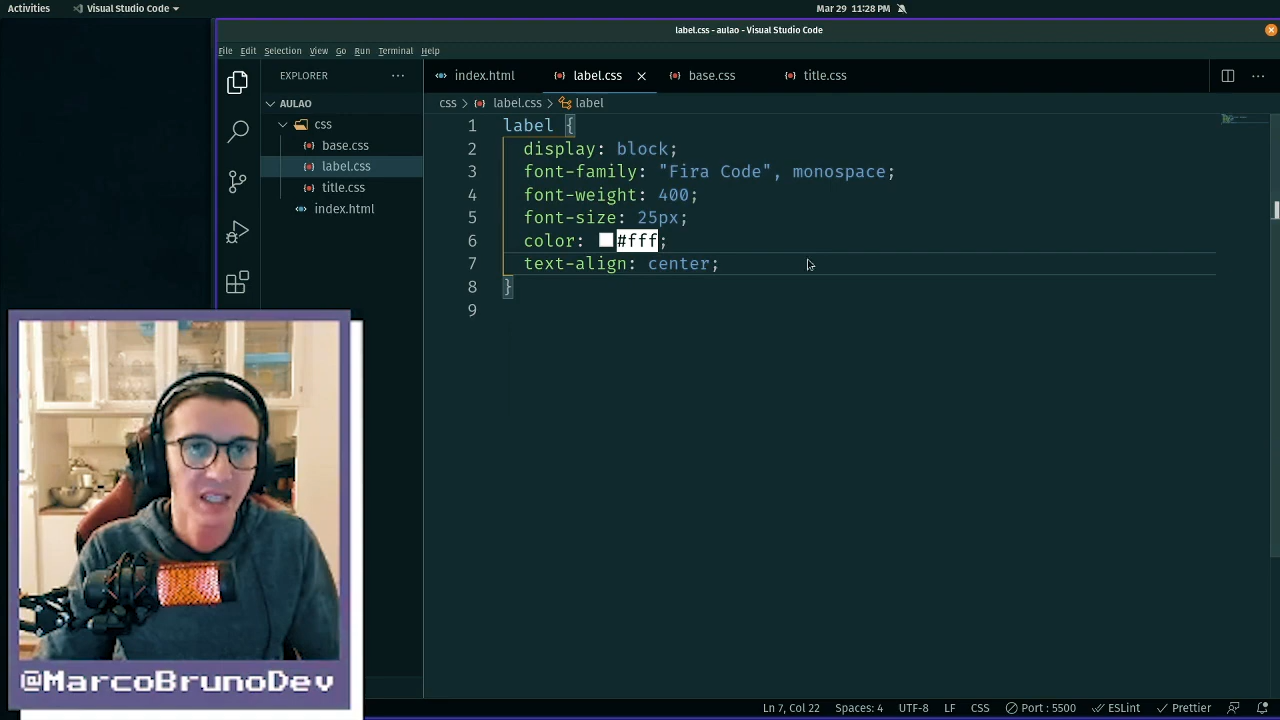 Activities
Visual Studio Code
Mar 29 11:28 PM
label.css - aulao - Visual Studio Code
File Edit Selection View Go Run Terminal Help
EXPLORER
index.html
label.css
base.css
title.css
AULAO
css
base.css
label.css
title.css
index.html
css > label.css > label
1 label {
2 display: block;
3 font-family: "Fira Code", monospace;
4 font-weight: 400;
5 font-size: 25px;
6 color: #fff;
7 text-align: center;
8 }
9
@MarcoBrunoDev
Ln 7, Col 22 Spaces: 4 UTF-8 LF CSS Port : 5500 ESLint Prettier